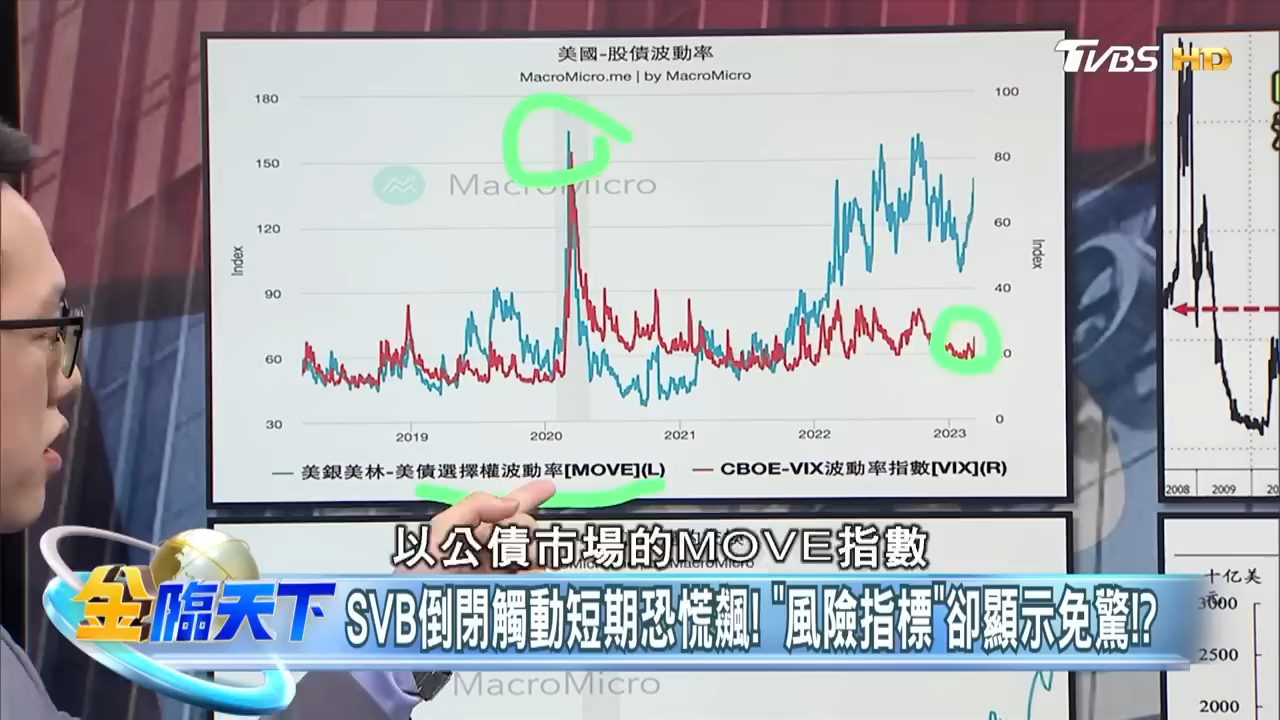 美國-股債波動率
MacroMicro.me | by MacroMicro
TVBS HD
180
150
120
90
60
30
Index
100
80
60
40
0
0
Index
MacroMicro
2019
2020
2021
2022
2023
美銀美林-美債選擇權波動率[MOVE](L)
CBOE-VIX波動率指數[VIX](R)
2008
2009
20
以公債市場的MOVE指數
金臨天下
SVB倒閉觸動短期恐慌飆! "風險指標"卻顯示免驚!?
MacroMicro
十亿美
3000
2500
2000